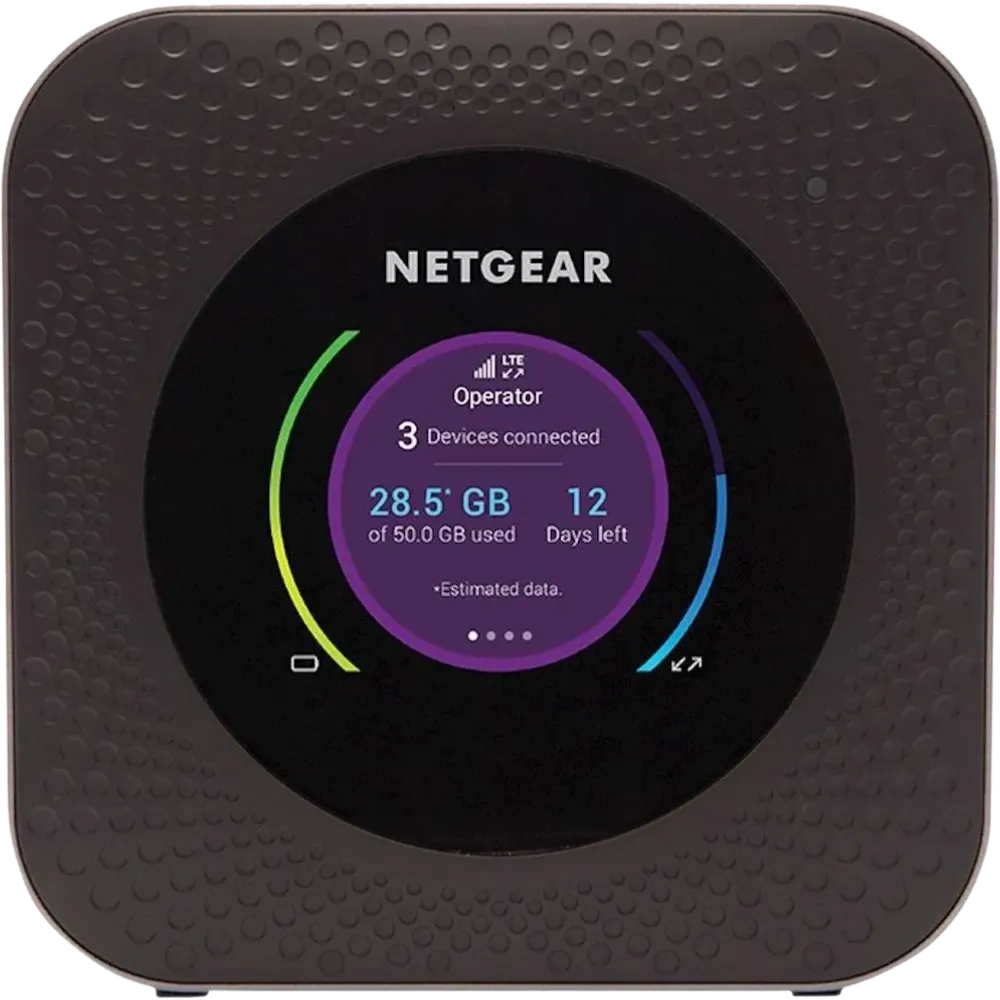 NETGEAR
LTE
Operator
3 Devices connected
28.5* GB 12
of 50.0 GB used Days left
*Estimated data.